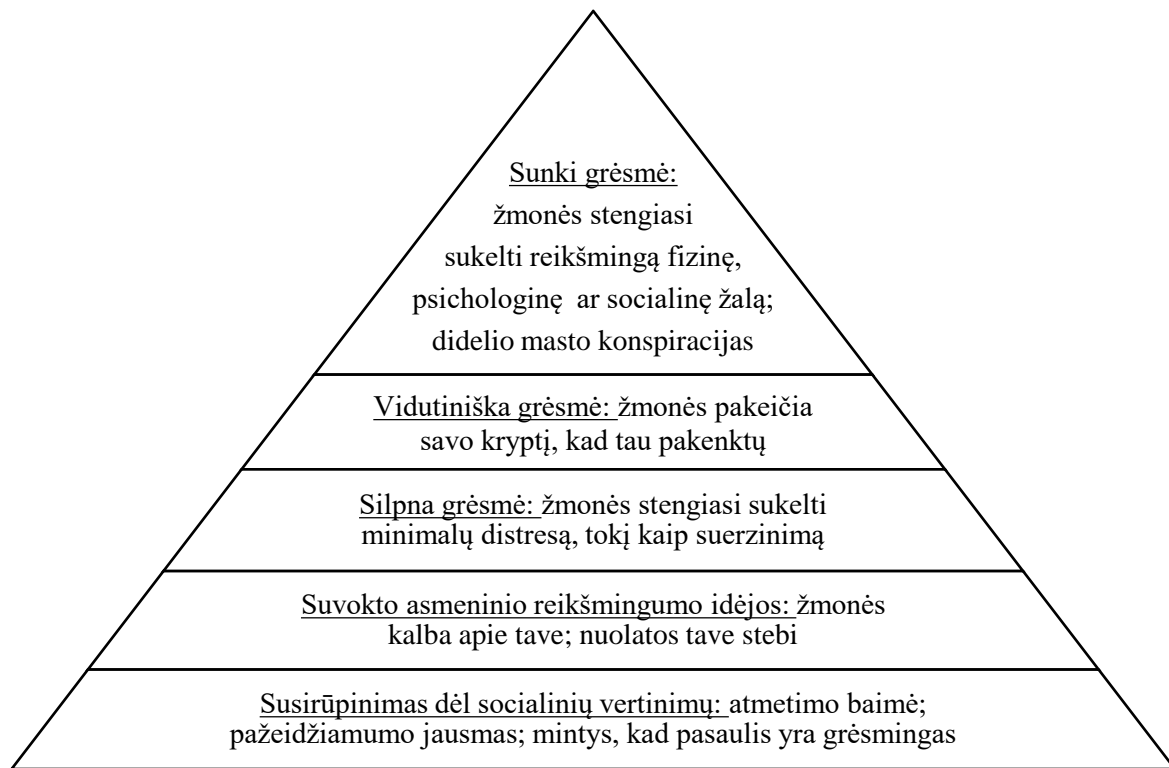 Sunki grėsmė:
žmonės stengiasi
sukelti reikšmingą fizinę,
psichologinę ar socialinę žalą;
didelio masto konspiracijas
Vidutiniška grėsmė: žmonės pakeičia
savo kryptį, kad tau pakenktų
Silpna grėsmė: žmonės stengiasi sukelti
minimalų distresą, tokį kaip suerzinimą
Suvokto asmeninio reikšmingumo idėjos: žmonės
kalba apie tave; nuolatos tave stebi
Susirūpinimas dėl socialinių vertinimų: atmetimo baimė;
pažeidžiamumo jausmas; mintys, kad pasaulis yra grėsmingas